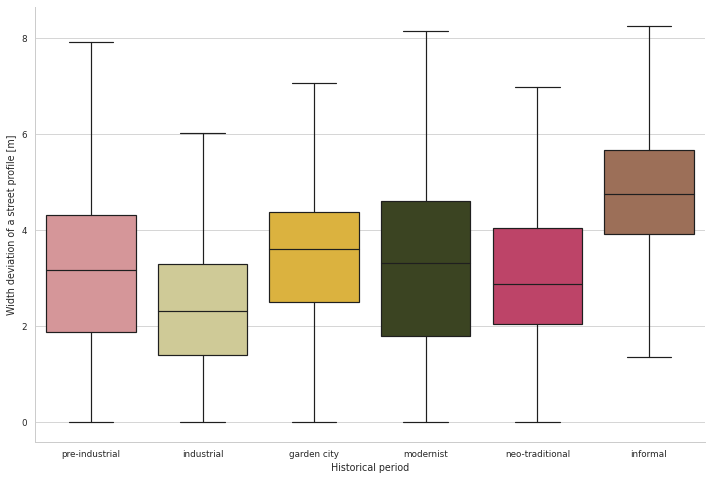 Width deviation of a street profile [m]
8
6
4
2
0
pre-industrial industrial garden city modernist neo-traditional informal
Historical period